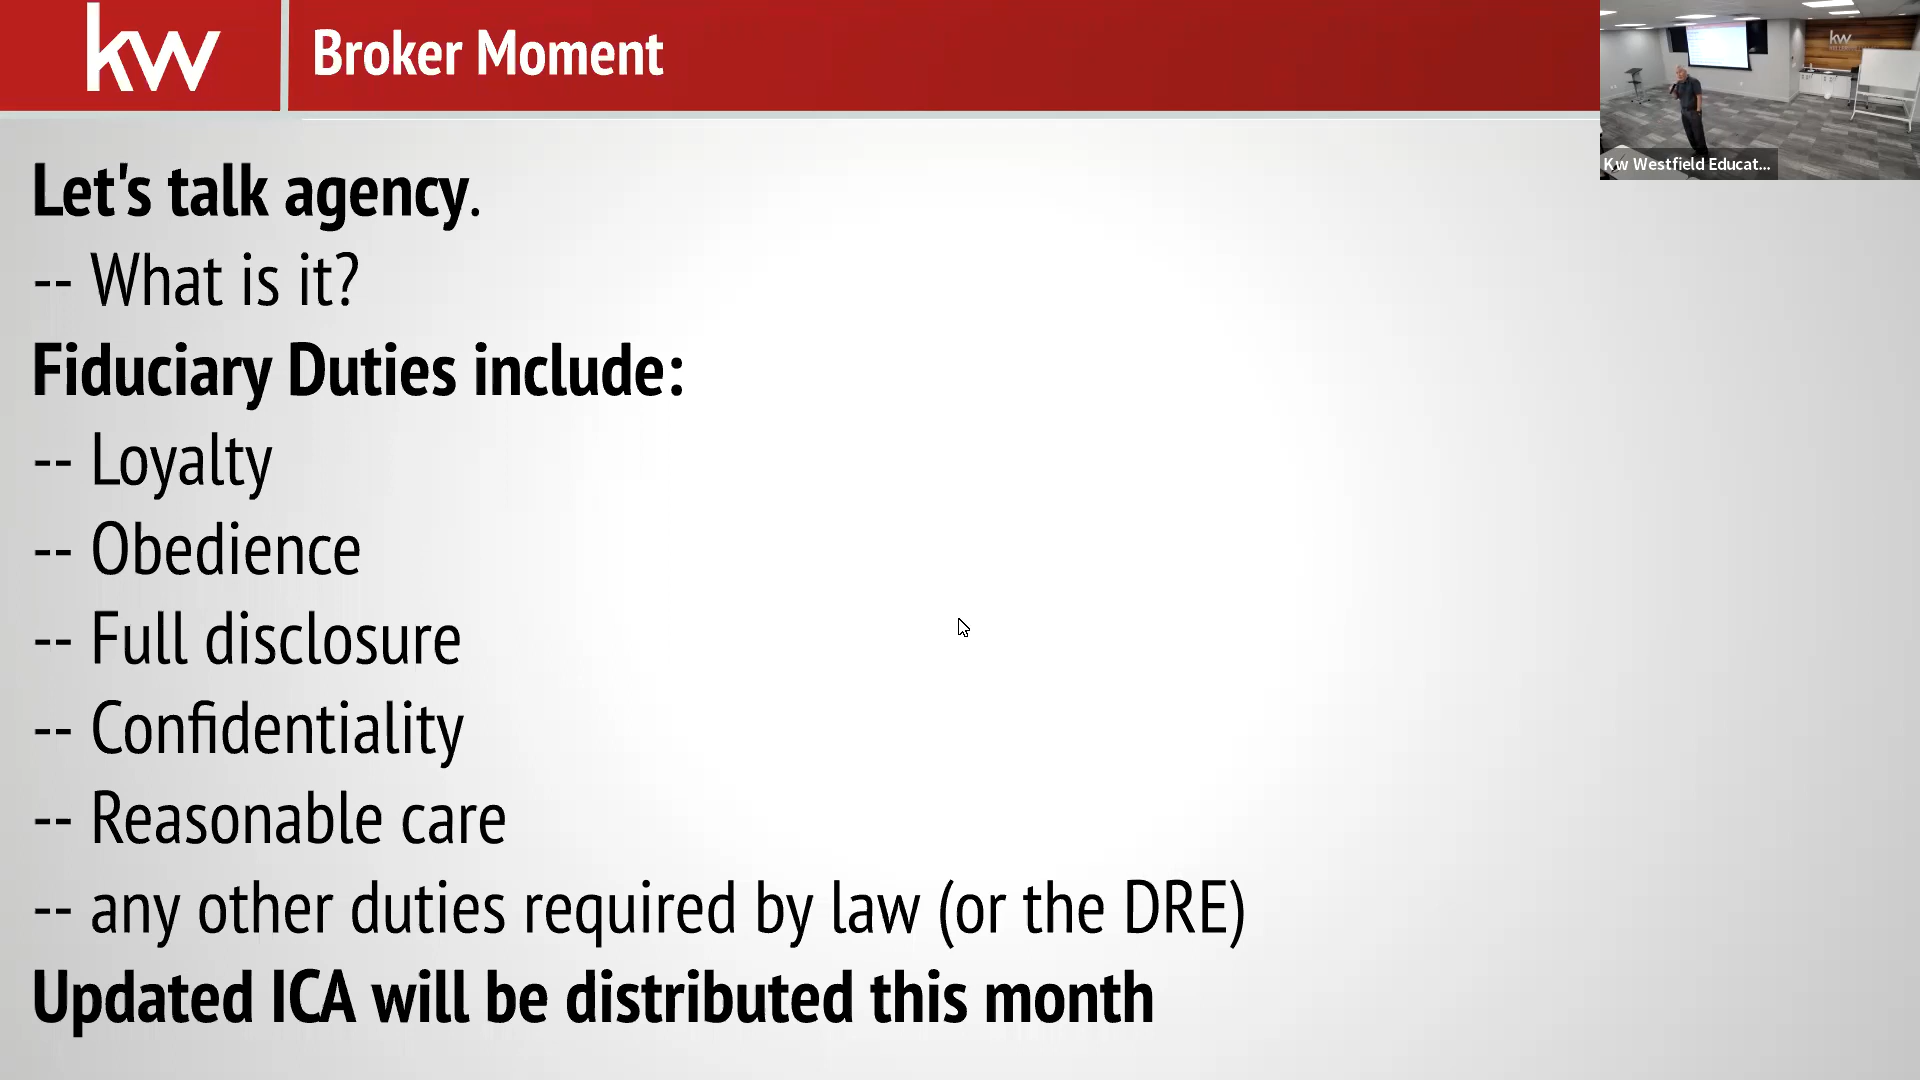 kw
Broker Moment
kw
Kw Westfield Educat...
Let's talk agency.
-- What is it?
Fiduciary Duties include:
-- Loyalty
-- Obedience
-- Full disclosure
-- Confidentiality
-- Reasonable care
-- any other duties required by law (or the DRE)
Updated ICA will be distributed this month